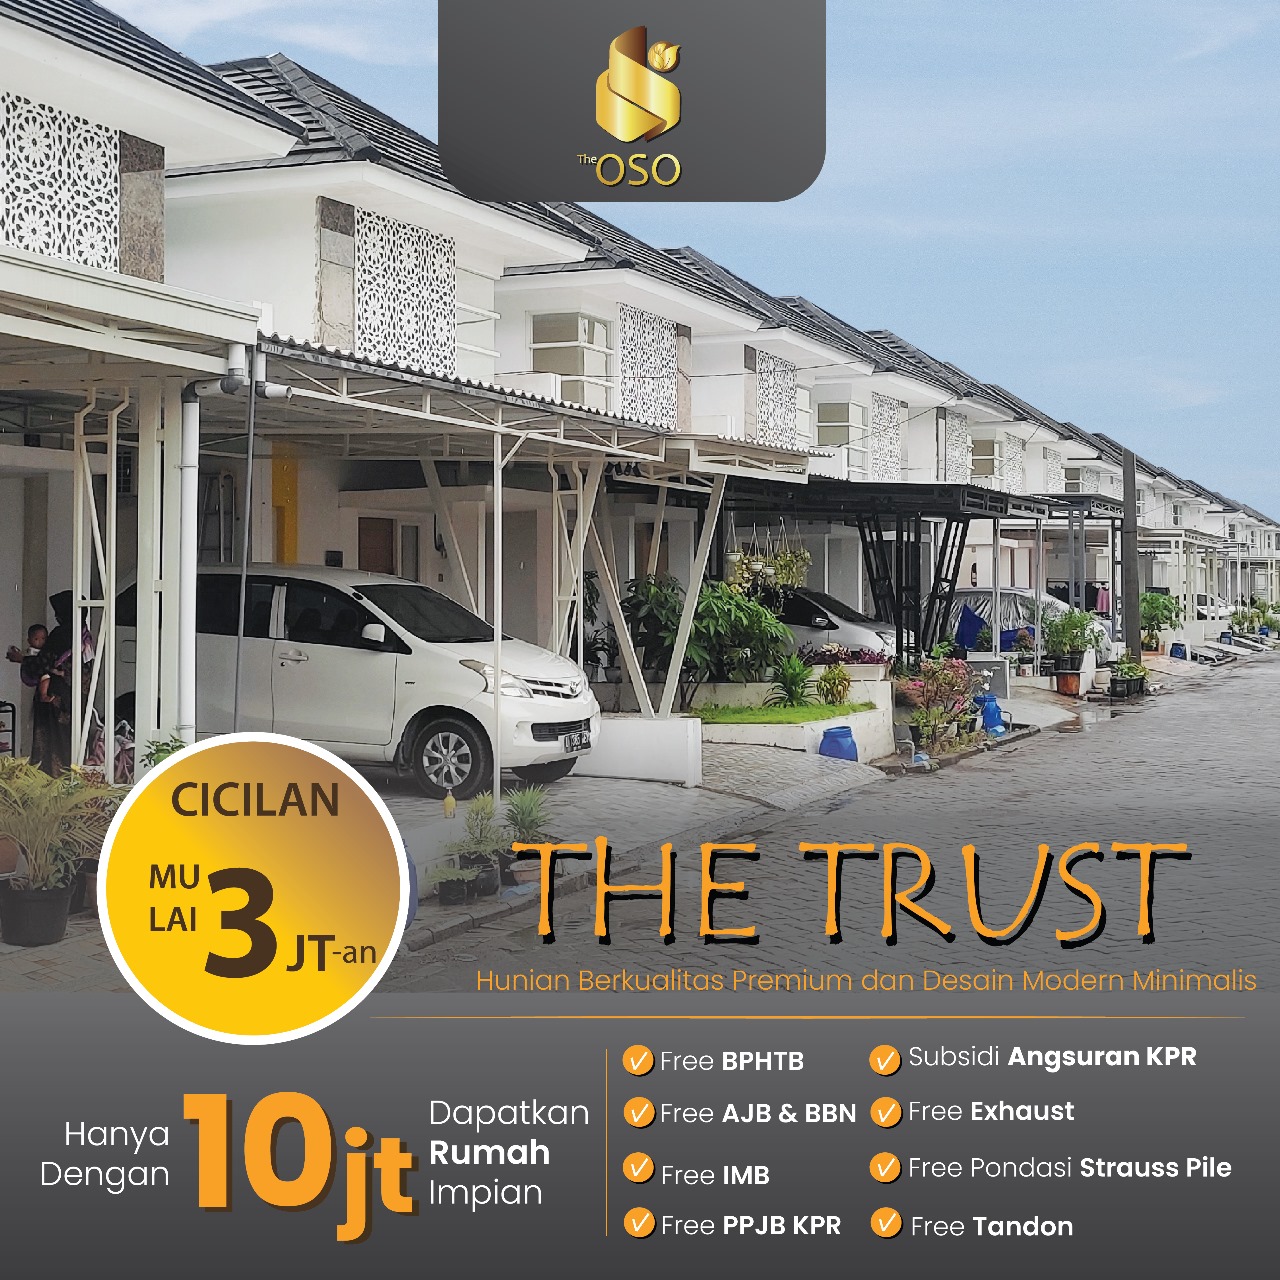 The OSO
CICILAN
MU
LAI
3 JT-an
THE TRUST
Hunian Berkualitas Premium dan Desain Modern Minimalis
Hanya
Dengan
10jt
Dapatkan
Rumah
Impian
Free BPHTB
Free AJB & BBN
Free IMB
Free PPJB KPR
Subsidi Angsuran KPR
Free Exhaust
Free Pondasi Strauss Pile
Free Tandon